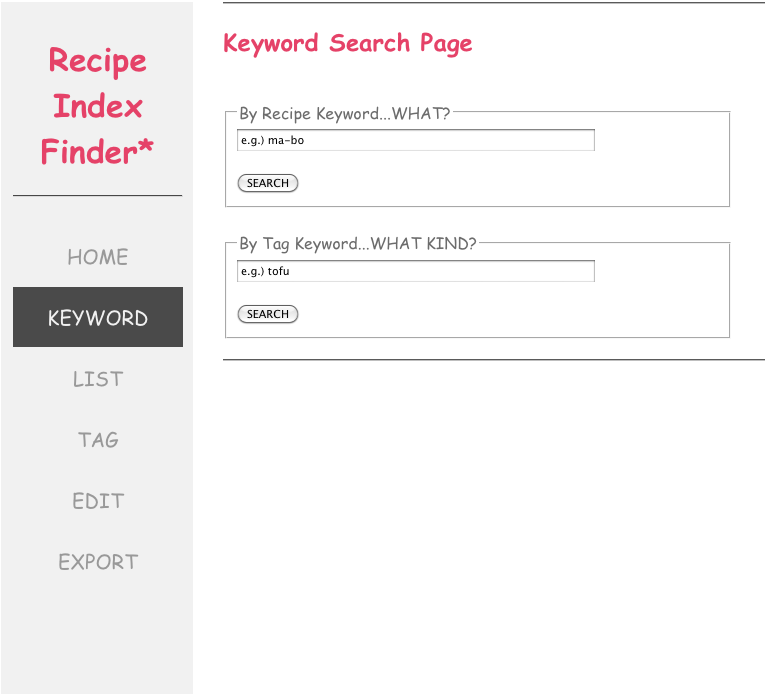 Recipe
Index
Finder*
HOME
KEYWORD
LIST
TAG
EDIT
EXPORT
Keyword Search Page
By Recipe Keyword...WHAT?
e.g.) ma-bo
SEARCH
By Tag Keyword...WHAT KIND?
e.g.) tofu
SEARCH